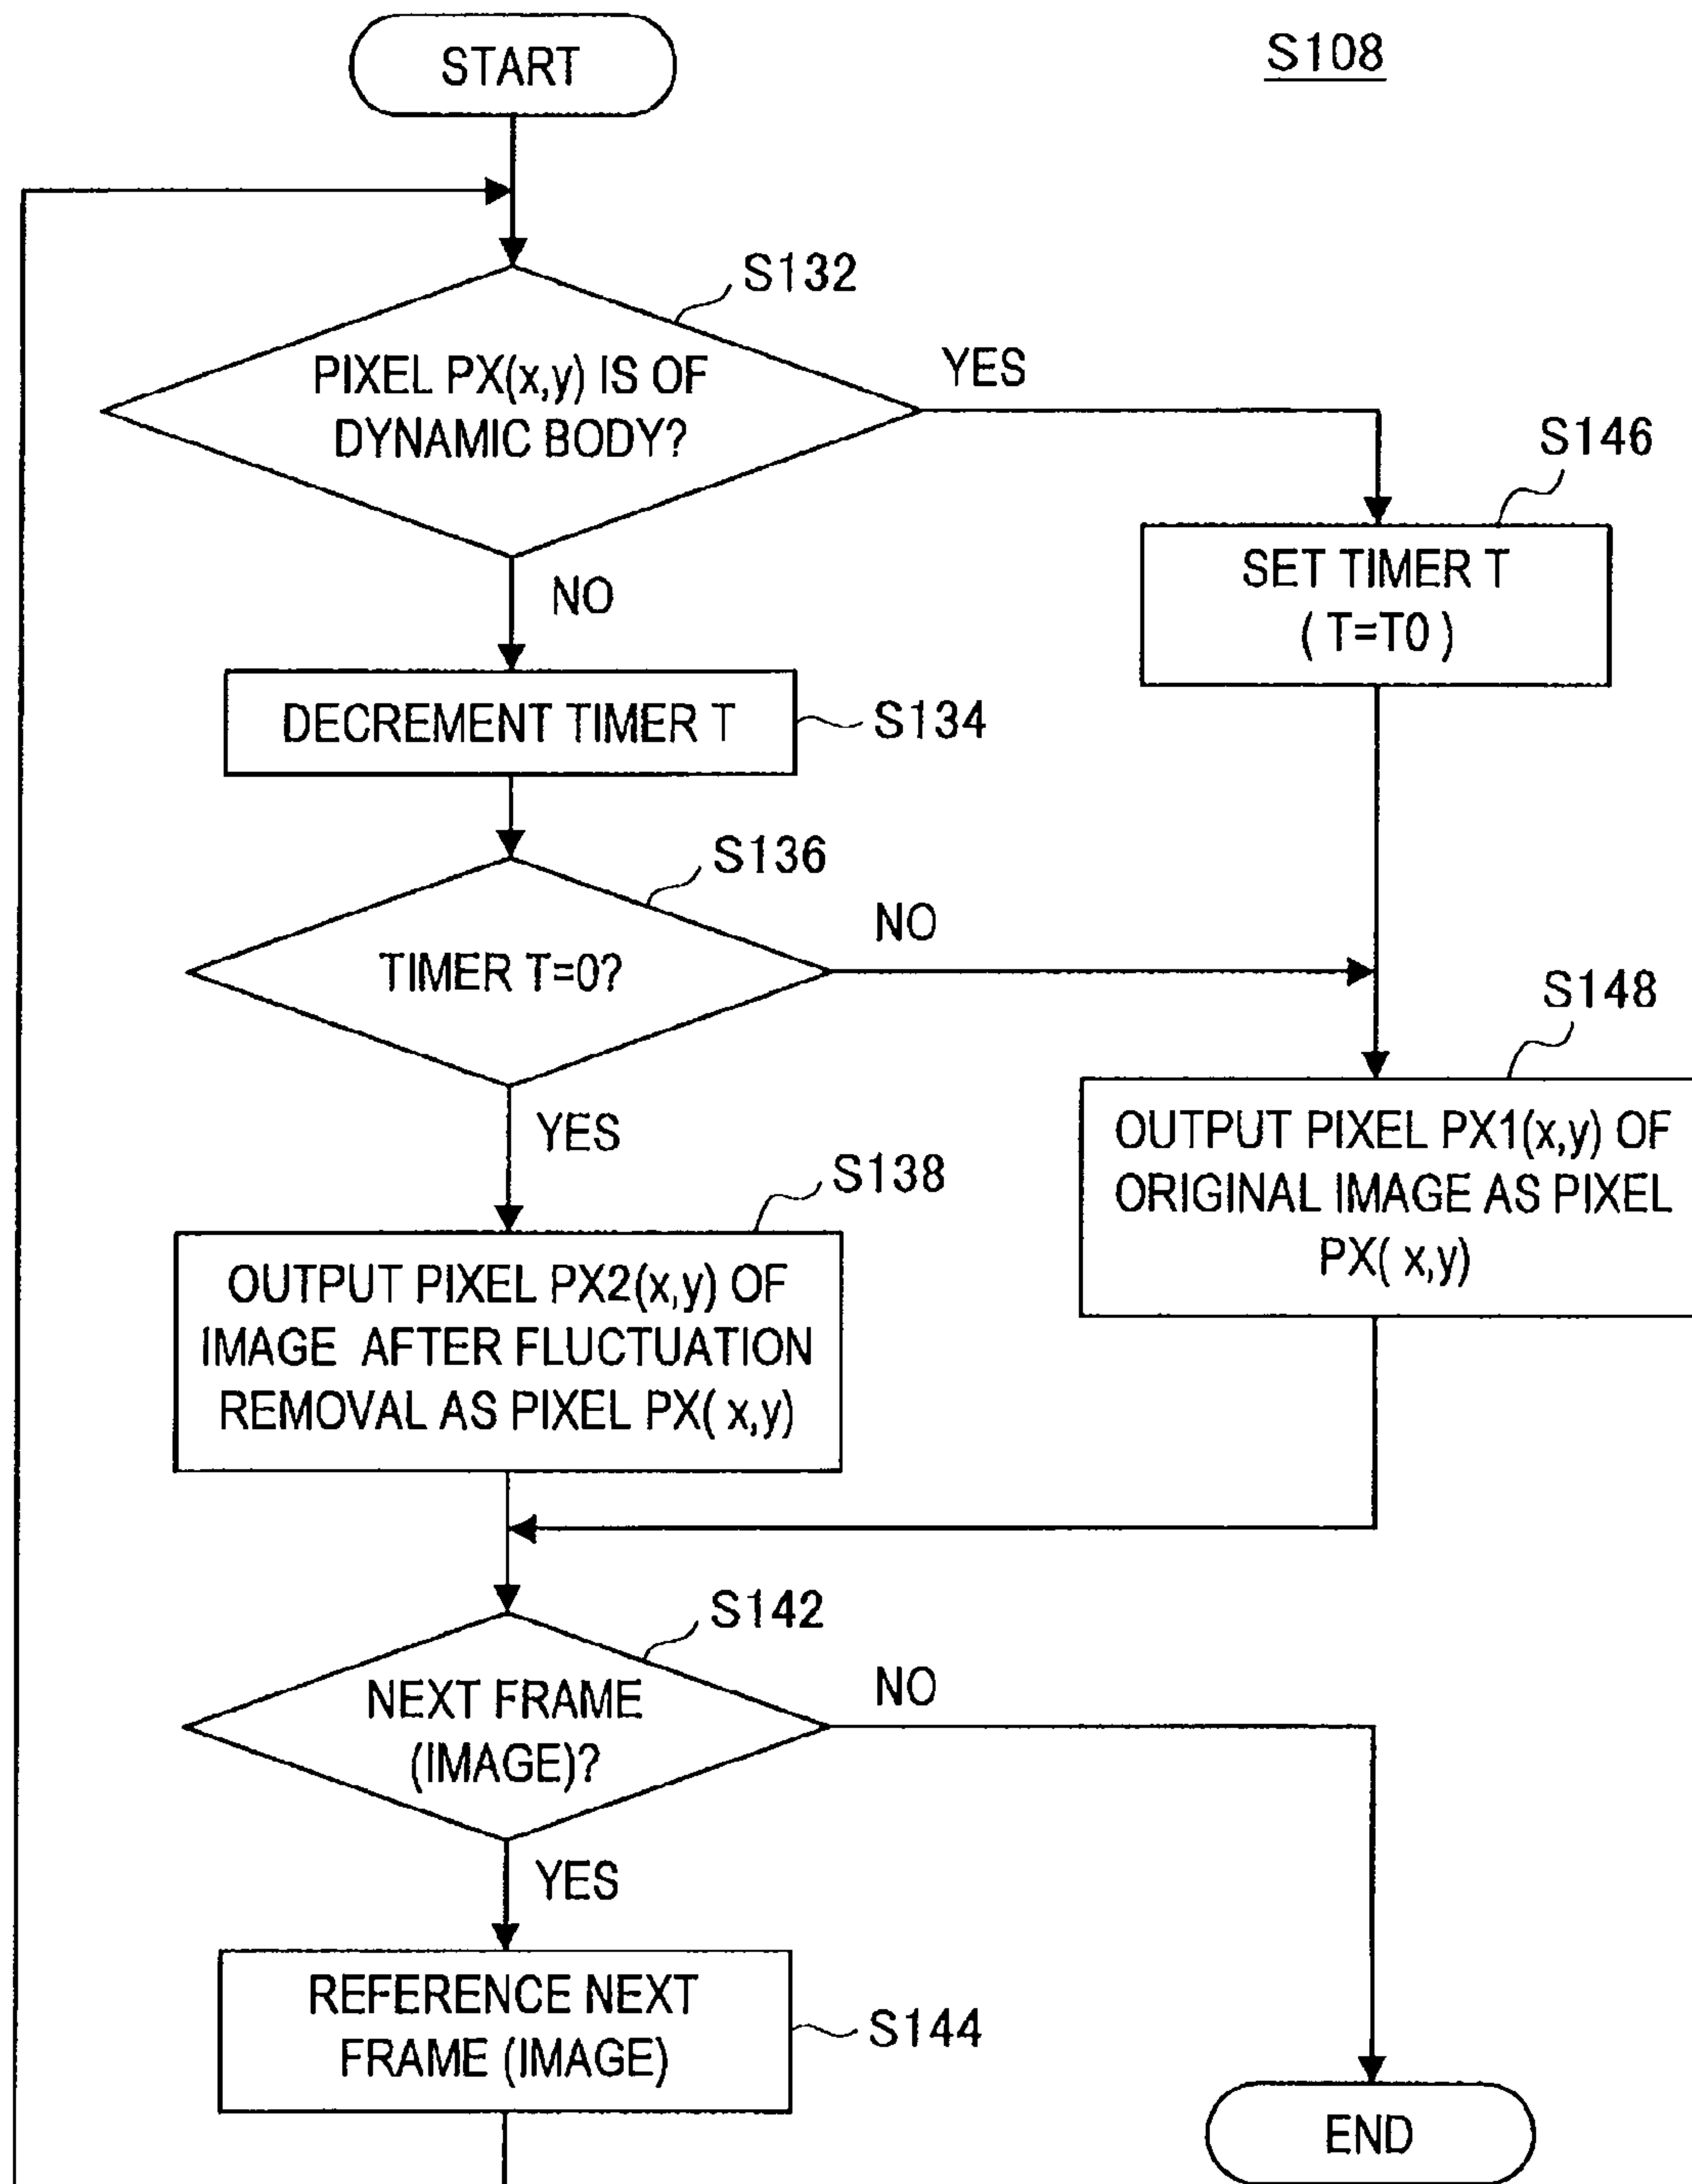 START
S108
S132
PIXEL PX(x,y) IS OF
DYNAMIC BODY?
YES
S146
SET TIMER T
( T=T0 )
NO
DECREMENT TIMER T
S134
S136
TIMER T=0?
NO
S148
OUTPUT PIXEL PX1(x,y) OF
ORIGINAL IMAGE AS PIXEL
PX( x,y)
YES
S138
OUTPUT PIXEL PX2(x,y) OF
IMAGE AFTER FLUCTUATION
REMOVAL AS PIXEL PX( x,y)
S142
NEXT FRAME
(IMAGE)?
NO
YES
REFERENCE NEXT
FRAME (IMAGE)
S144
END